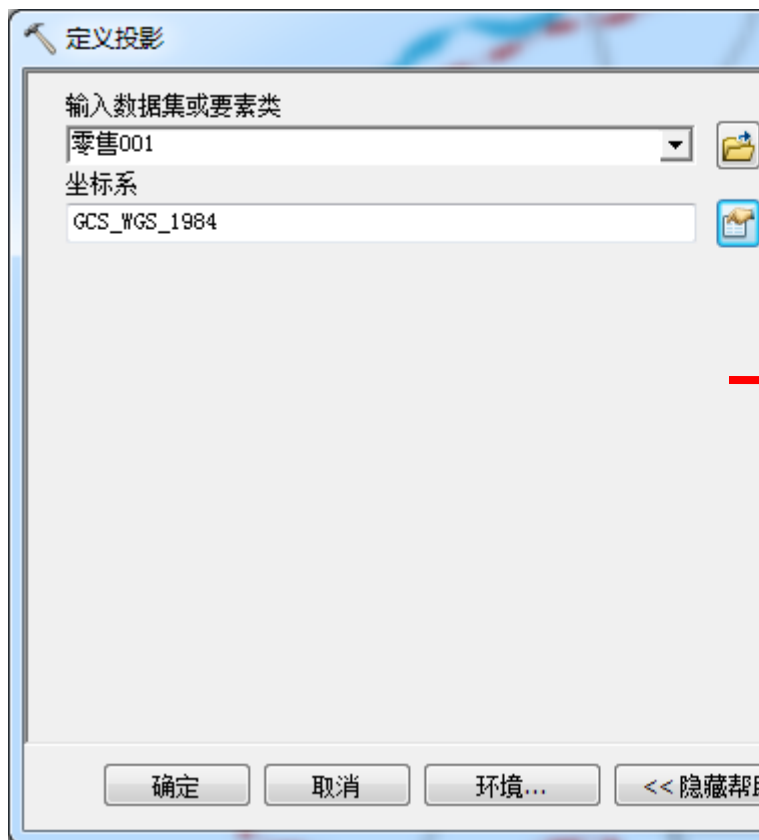 定义投影
输入数据集或要素类
零售001
坐标系
GCS_WGS_1984
确定
取消
环境...
<< 隐藏帮